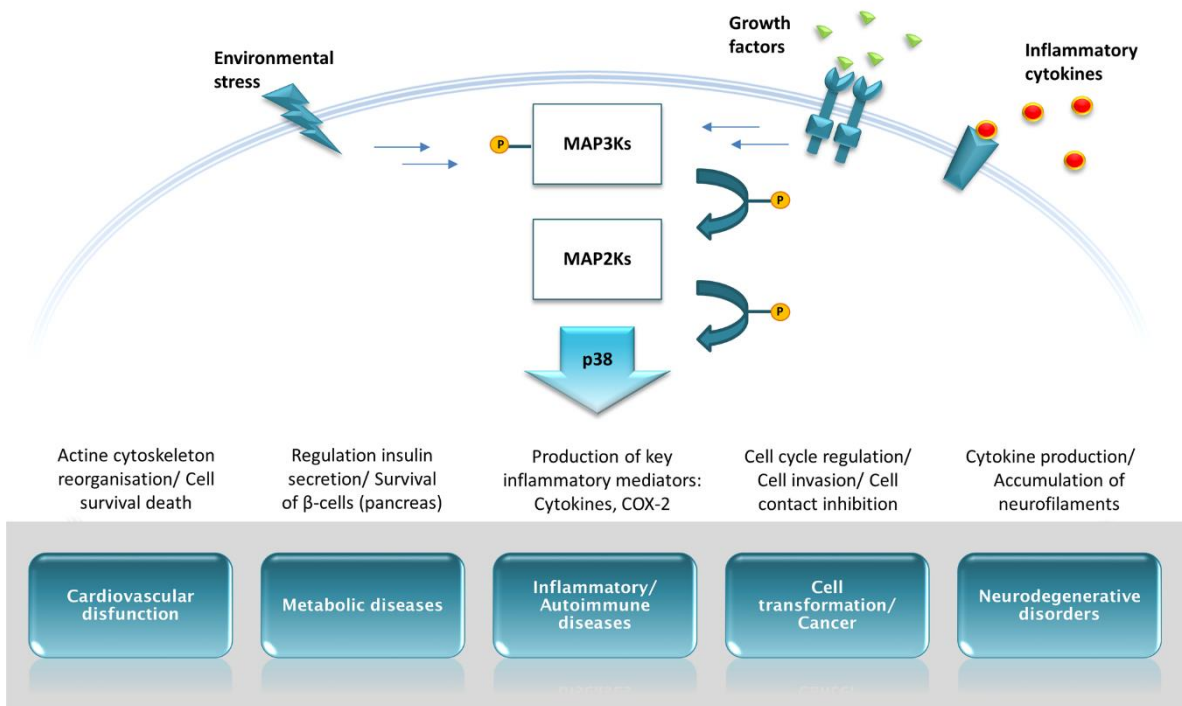 Growth
factors
Environmental
stress
Inflammatory
cytokines
P
MAP3Ks
P
MAP2Ks
P
p38
Actine cytoskeleton
reorganisation/ Cell
survival death
Regulation insulin
secretion/ Survival
of β-cells (pancreas)
Production of key
inflammatory mediators:
Cytokines, COX-2
Cell cycle regulation/
Cell invasion/ Cell
contact inhibition
Cytokine production/
Accumulation of
neurofilaments
Cardiovascular
disfunction
Metabolic diseases
Inflammatory/
Autoimmune
diseases
Cell
transformation/
Cancer
Neurodegenerative
disorders